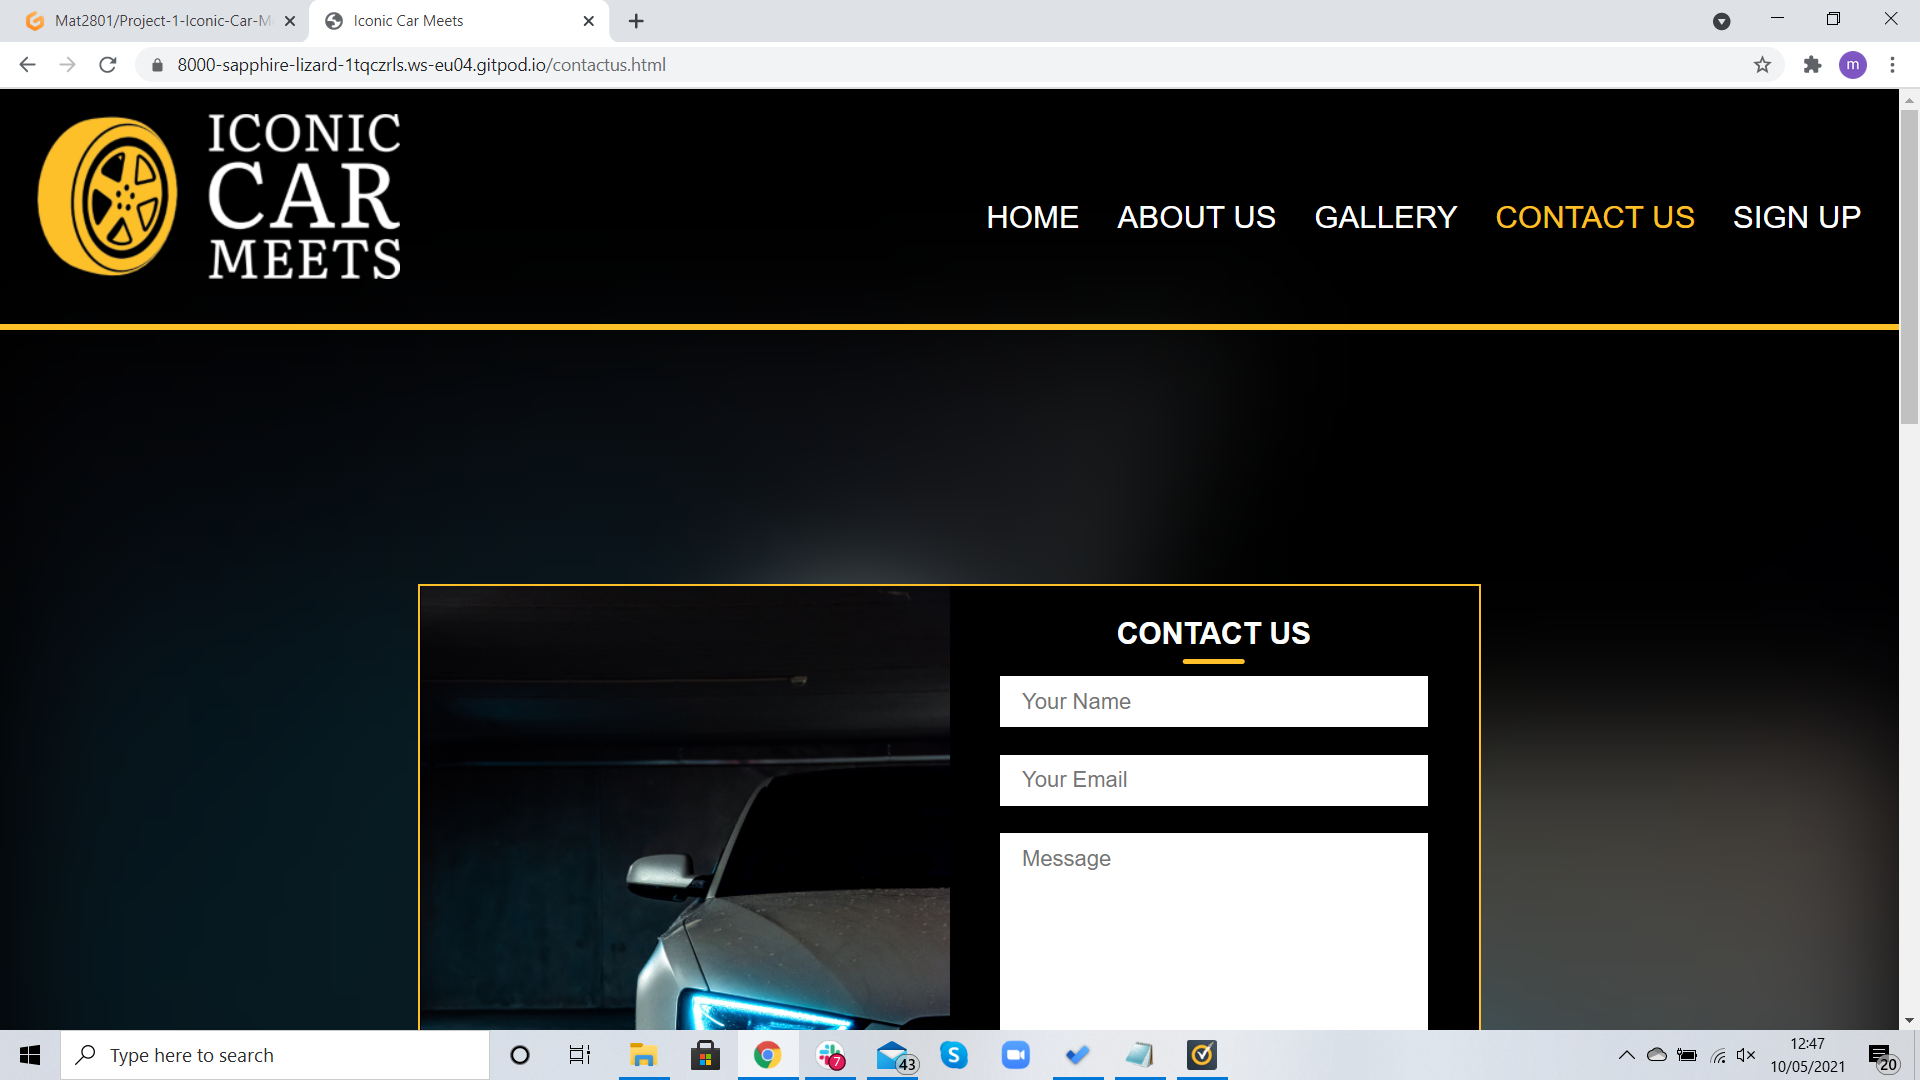 Mat2801/Project-1-Iconic-Car-M
Iconic Car Meets
8000-sapphire-lizard-1tqczrls.ws-eu04.gitpod.io/contactus.html
m
ICONIC
CAR
MEETS
HOME ABOUT US GALLERY CONTACT US SIGN UP
CONTACT US
Your Name
Your Email
Message
Type here to search
7
43
S
12:47
10/05/2021
20